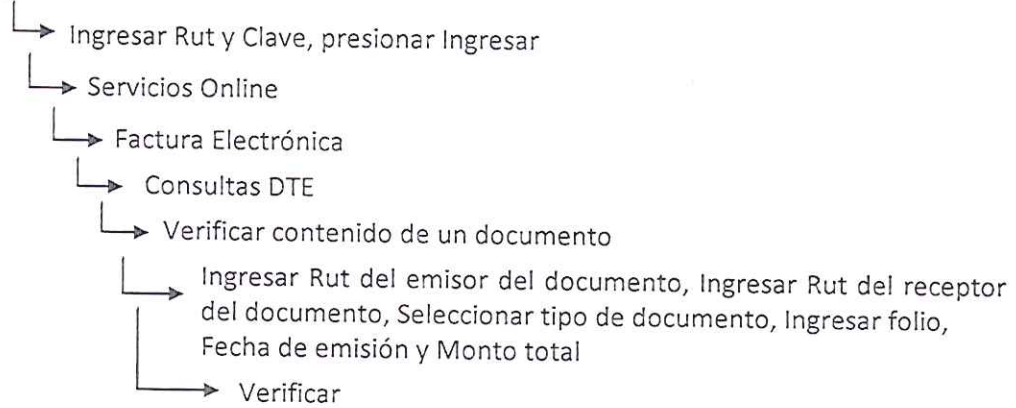 Ingresar Rut y Clave, presionar Ingresar
Servicios Online
Factura Electrónica
Consultas DTE
Verificar contenido de un documento
Ingresar Rut del emisor del documento, Ingresar Rut del receptor
del documento, Seleccionar tipo de documento, Ingresar folio,
Fecha de emisión y Monto total
Verificar